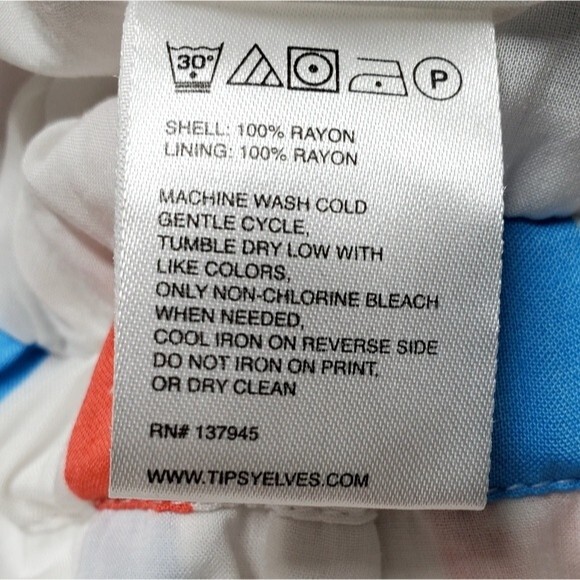 30° P
SHELL: 100% RAYON
LINING: 100% RAYON
MACHINE WASH COLD
GENTLE CYCLE,
TUMBLE DRY LOW WITH
LIKE COLORS,
ONLY NON-CHLORINE BLEACH
WHEN NEEDED,
COOL IRON ON REVERSE SIDE
DO NOT IRON ON PRINT,
OR DRY CLEAN
RN# 137945
WWW.TIPSYELVES.COM